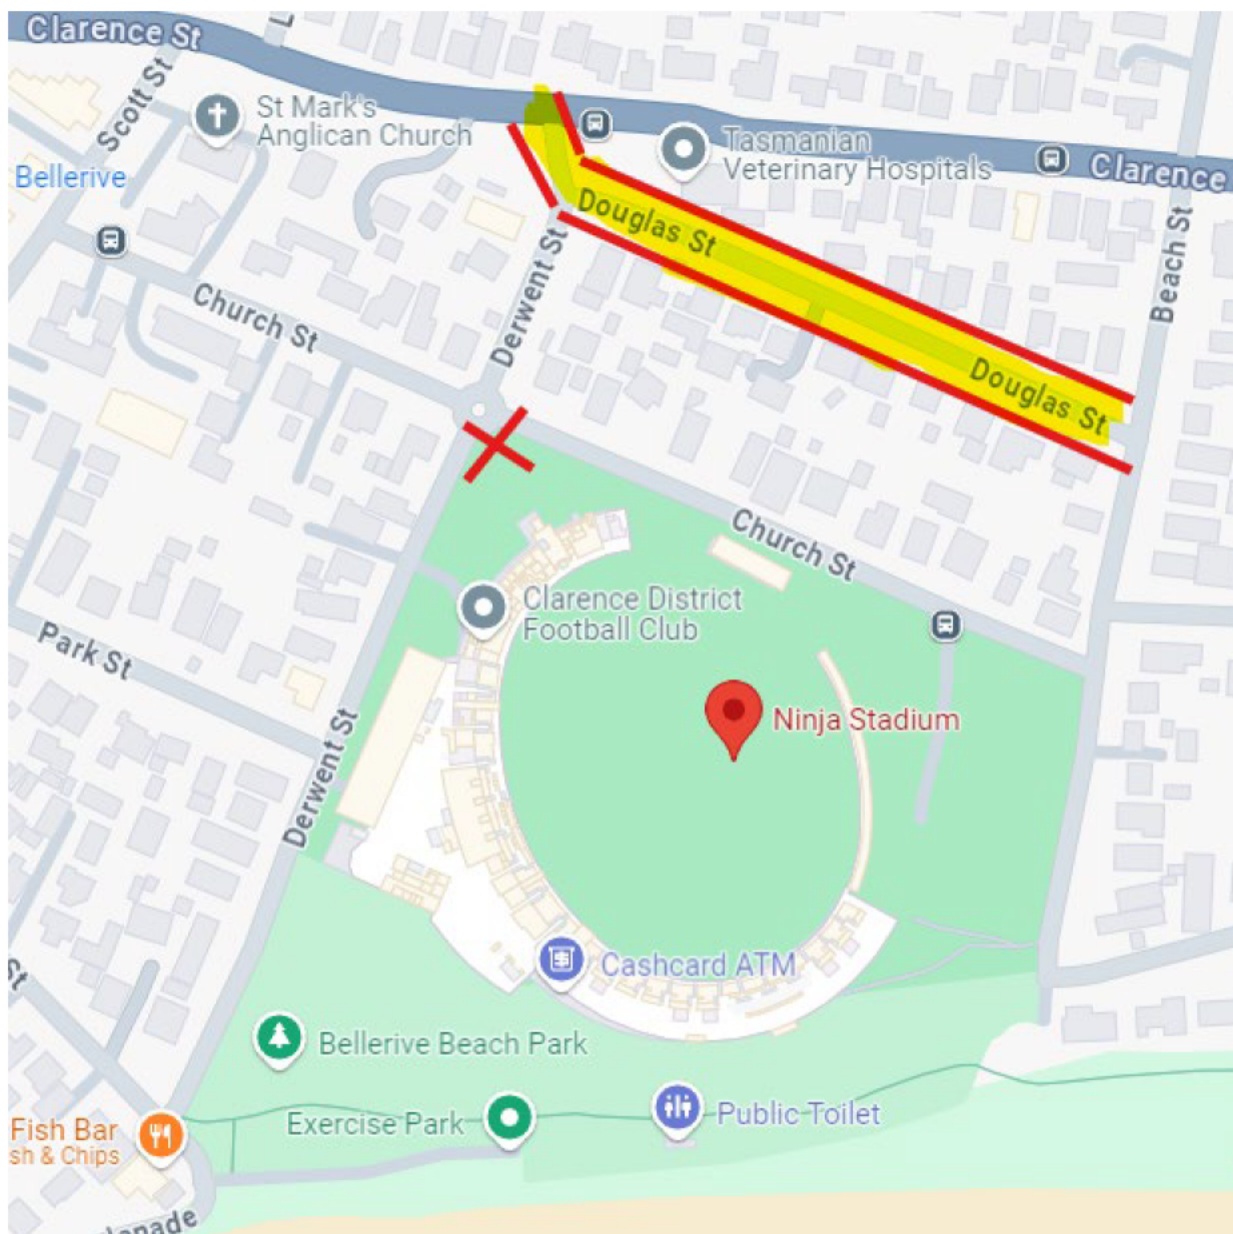 Clarence St
L
Scott St
St Mark's
Anglican Church
Tasmanian
Veterinary Hospitals
Clarence
Bellerive
Douglas St
Derwent St
Beach St
Church St
Douglas St
Church St
Clarence District
Football Club
Park St
Ninja Stadium
Derwent St
Cashcard ATM
St
Bellerive Beach Park
Public Toilet
Exercise Park
Fish Bar
sh & Chips
lanade